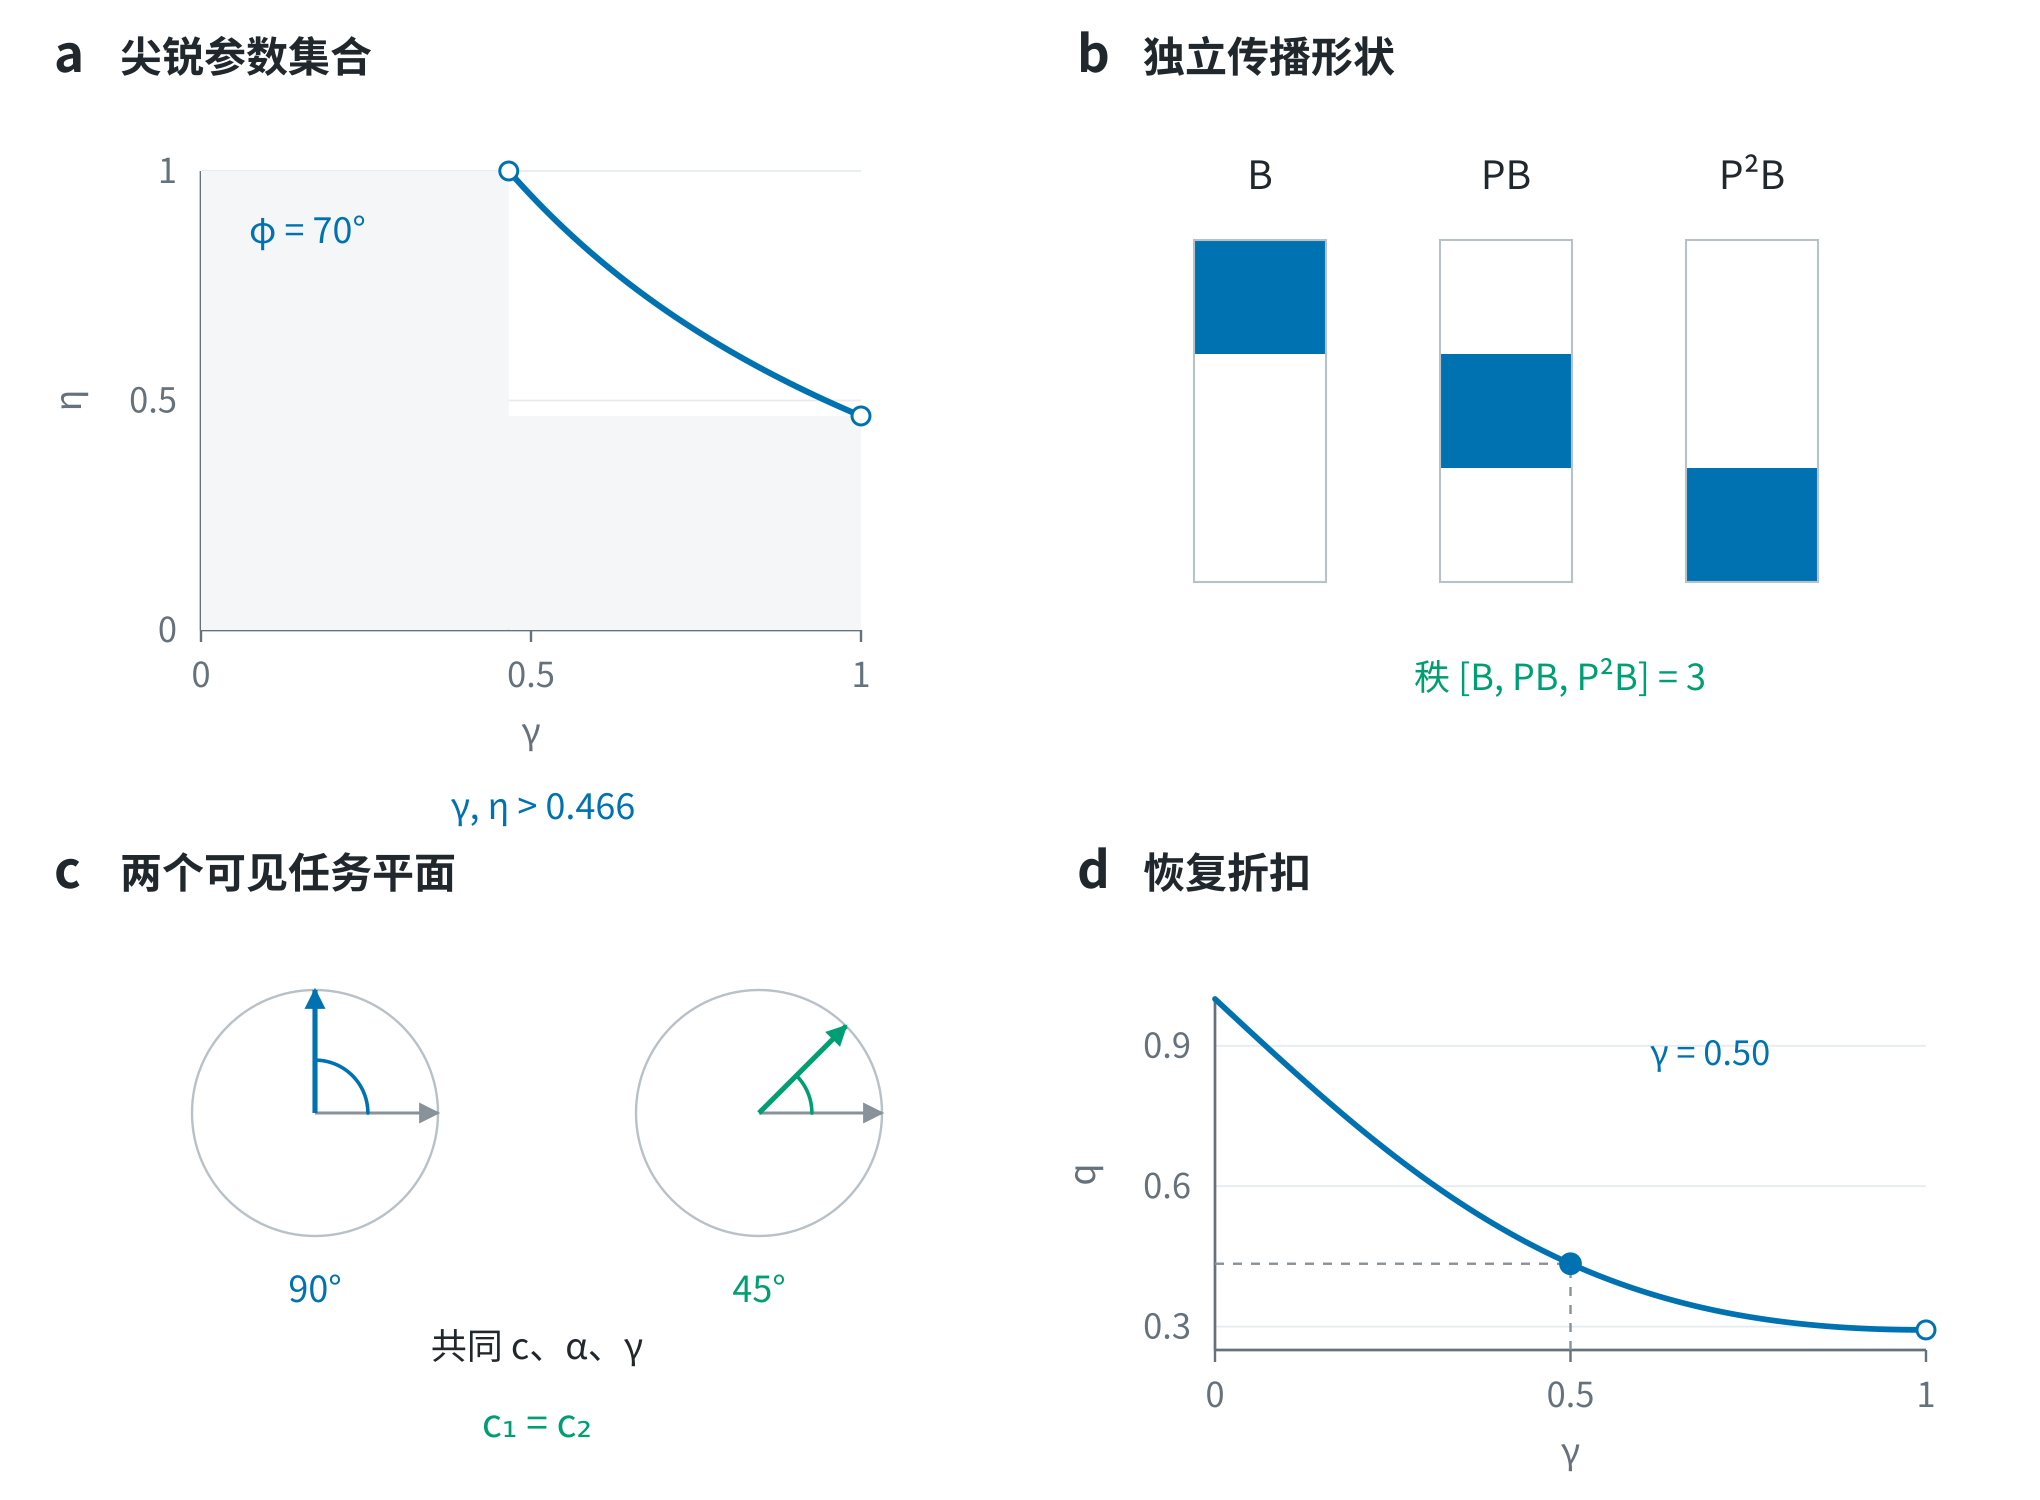 a 尖锐参数集合
1
φ = 70°
η
0.5
0
0 0.5 1
γ
γ, η > 0.466
b 独立传播形状
B PB P²B
秩 [B, PB, P²B] = 3
c 两个可见任务平面
90° 45°
共同 c、α、γ
c₁ = c₂
d 恢复折扣
0.9
γ = 0.50
q
0.6
0.3
0 0.5 1
γ